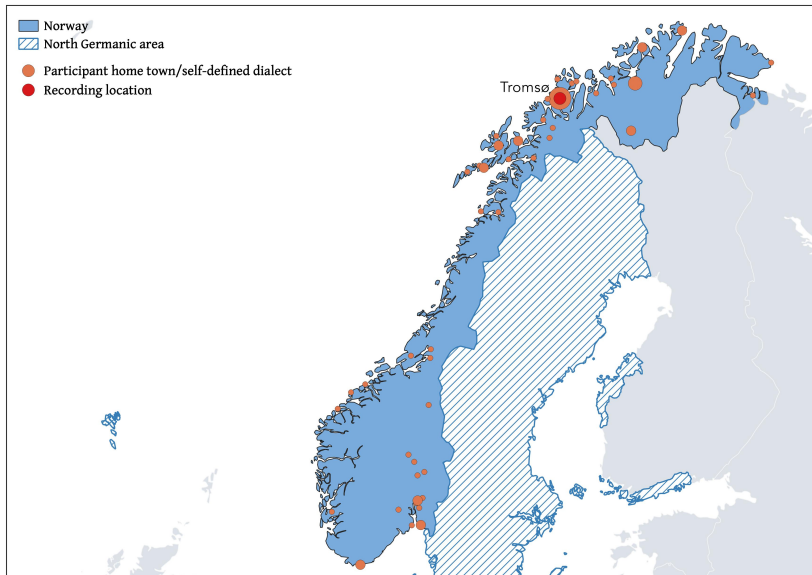 Norway
North Germanic area
Participant home town/self-defined dialect
Recording location
Tromsø